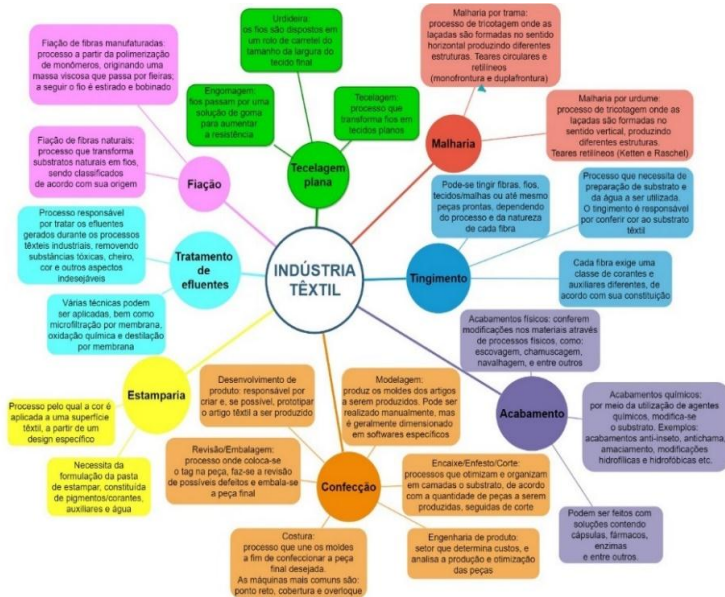 Fiação de fibras manufaturadas:
processo a partir da polimerização
de monômeros, originando uma
massa viscosa que passa por fieiras;
a seguir o fio é estirado e bobinado
Fiação de fibras naturais:
processo que transforma
substratos naturais em fios,
sendo classificados
de acordo com sua origem
Fiação
Urdideira:
os fios são dispostos em
um rolo de carretel do
tamanho da largura do
tecido final
Engomagem:
fios passam por uma
solução de goma
para aumentar
a resistência
Tecelagem:
processo que
transforma fios em
tecidos planos
Tecelagem
plana
Malharia por trama:
processo de tricotagem onde as
laçadas são formadas no sentido
horizontal produzindo diferentes
estruturas. Teares circulares e
retilíneos
(monofrontura e duplafrontura)
Malharia por urdume:
processo de tricotagem onde as
laçadas são formadas no
sentido vertical, produzindo
diferentes estruturas.
Teares retilíneos (Ketten e Raschel)
Malharia
Processo responsável
por tratar os efluentes
gerados durante os processos
têxteis industriais, removendo
substâncias tóxicas, cheiro,
cor e outros aspectos
indesejáveis
Várias técnicas podem
ser aplicadas, bem como
microfiltração por membrana,
oxidação química e destilação
por membrana
Tratamento
de
efluentes
INDÚSTRIA
TÊXTIL
Pode-se tingir fibras, fios,
tecidos/malhas ou até mesmo
peças prontas, dependendo
do processo e da natureza
de cada fibra
Processo que necessita de
preparação de substrato e
da água a ser utilizada.
O tingimento é responsável
por conferir cor ao substrato
têxtil
Cada fibra exige uma
classe de corantes e
auxiliares diferentes, de
acordo com sua constituição
Tingimento
Estamparia
Processo pelo qual a cor é
aplicada a uma superfície
têxtil, a partir de um
design específico
Necessita da
formulação da pasta
de estampar, constituída
de pigmentos/corantes,
auxiliares e água
Desenvolvimento de
produto: responsável por
criar e, se possível, prototipar
o artigo têxtil a ser produzido
Revisão/Embalagem:
processo onde coloca-se
o tag na peça, faz-se a revisão
de possíveis defeitos e embala-se
a peça final
Costura:
processo que une os moldes
a fim de confeccionar a peça
final desejada.
As máquinas mais comuns são:
ponto reto, cobertura e overloque
Confecção
Modelagem:
produz os moldes dos artigos
a serem produzidos. Pode ser
realizado manualmente, mas
é geralmente dimensionado
em softwares específicos
Encaixe/Enfesto/Corte:
processos que otimizam e organizam
em camadas o substrato, de acordo
com a quantidade de peças a serem
produzidas, seguidas de corte
Engenharia de produto:
setor que determina custos, e
analisa a produção e otimização
das peças
Acabamentos físicos: conferem
modificações nos materiais através
de processos físicos, como:
escovagem, chamuscagem,
navalhagem, e entre outros
Acabamento
Acabamentos químicos:
por meio da utilização de agentes
químicos, modifica-se
o substrato. Exemplos:
acabamentos anti-inseto, antichama,
amaciamento, modificações
hidrofílicas e hidrofóbicas etc.
Podem ser feitos com
soluções contendo
cápsulas, fármacos,
enzimas
e entre outros.